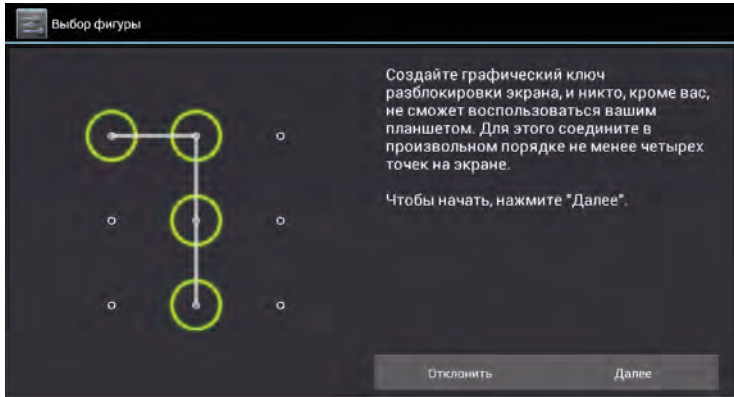 Выбор фигуры
Создайте графический ключ
разблокировки экрана, и никто, кроме вас,
не сможет воспользоваться вашим
планшетом. Для этого соедините в
произвольном порядке не менее четырех
точек на экране.
Чтобы начать, нажмите "Далее".
Отклонить
Далее